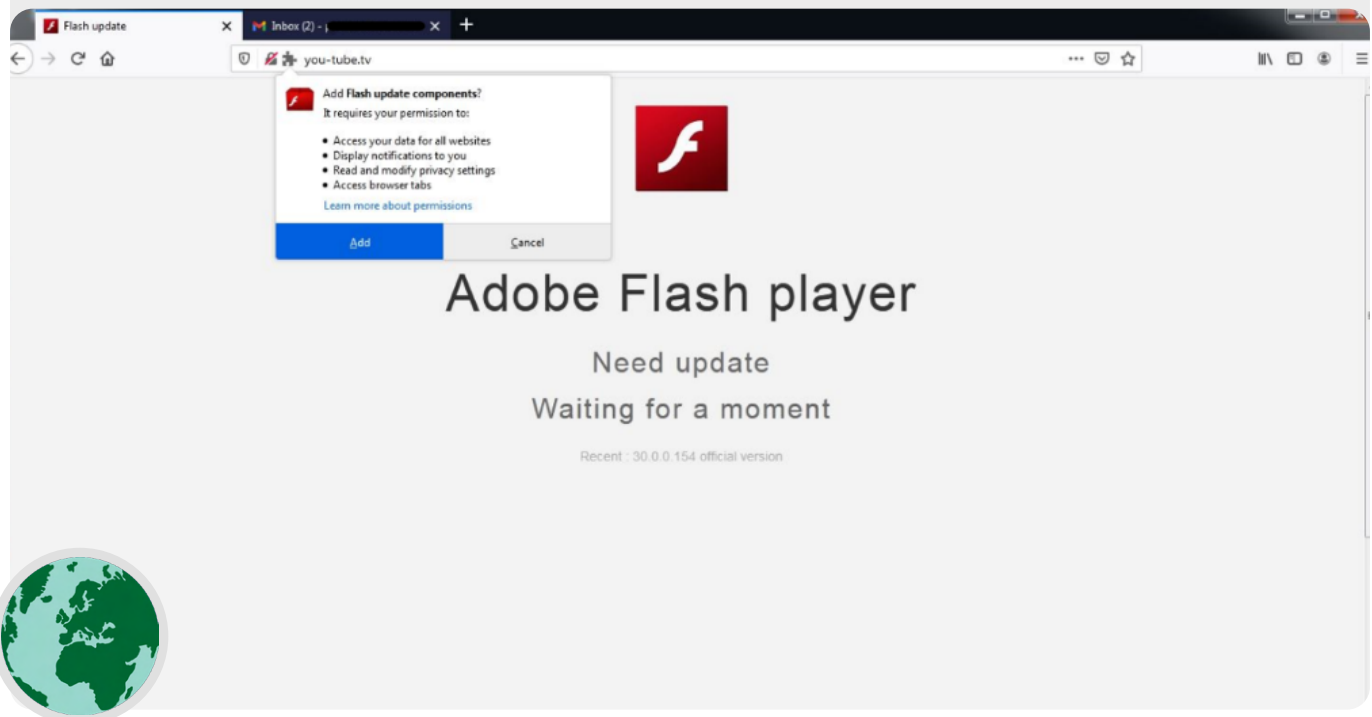 Flash update
Inbox (2) -
you-tube.tv
Add Flash update components?
It requires your permission to:
Access your data for all websites
Display notifications to you
Read and modify privacy settings
Access browser tabs
Learn more about permissions
Add
Cancel
Adobe Flash player
Need update
Waiting for a moment
Recent : 30.0.0.154 official version